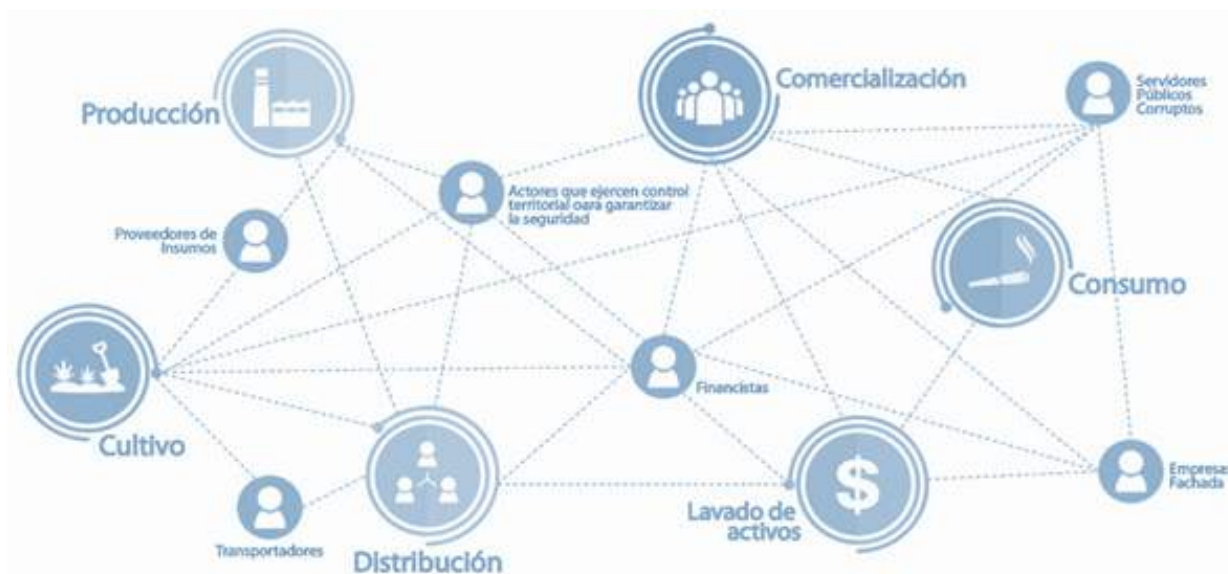 Producción
Comercialización
Servidores
Públicos
Corruptos
Actores que ejercen control
territorial oara garantizar
la seguridad
Proveedores de
Insumos
Consumo
Financistas
Cultivo
Empresas
Fachada
Lavado de
activos
$
Transportadores
Distribución